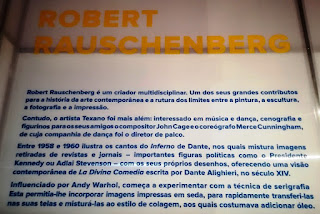 ROBERT
RAUSCHENBERG
Robert Rauschenberg é um criador multidisciplinar. Um dos seus grandes contributos
para a história da arte contemporânea é a rutura dos limites entre a pintura, a escultura,
a fotografia e a impressão.
Contudo, o artista Texano foi mais além: interessado em música e dança, cenografia e
figurinos para os seus amigos o compositor John Cage e o coreógrafo Merce Cunningham,
de cuja companhia de dança foi o diretor de palco.
Entre 1958 e 1960 ilustra os cantos do Inferno de Dante, nos quais mistura imagens
retiradas de revistas e jornais – importantes figuras políticas como o Presidente
Kennedy ou Adlai Stevenson – com os seus próprios desenhos, oferecendo uma visão
contemporânea de La Divina Comedia escrita por Dante Alighieri, no século XIV.
Influenciado por Andy Warhol, começa a experimentar com a técnica de serigrafia
Esta permitia-lhe incorporar imagens impressas em seda, para rapidamente transferi-las
nas suas telas e misturá-las ao estilo de colagem, aos quais costumava adicionar óleo.